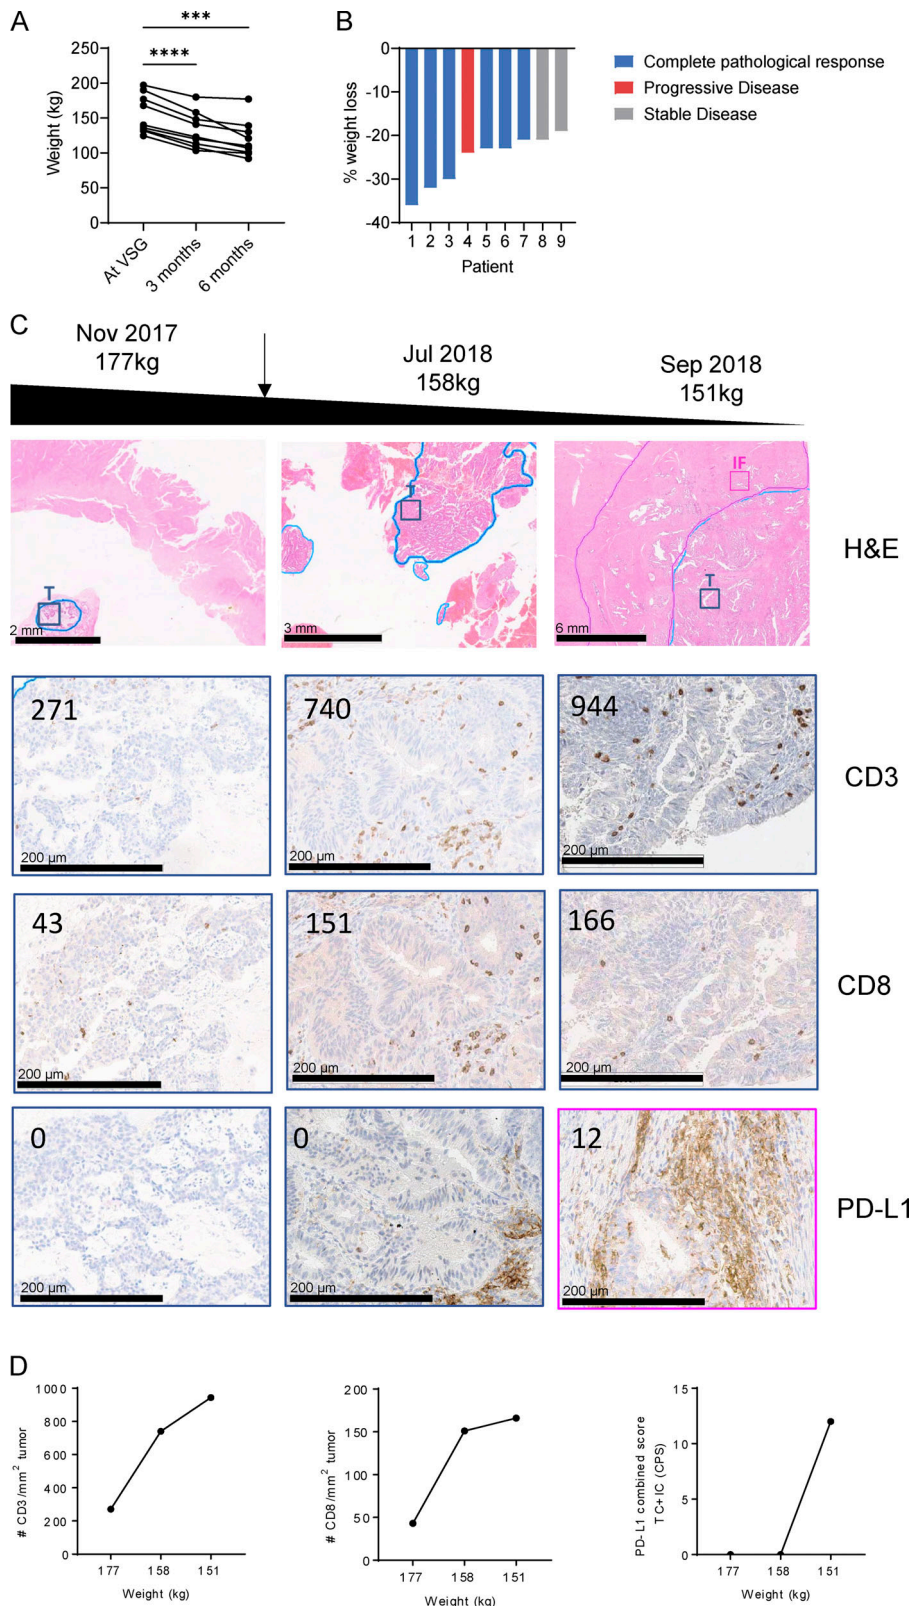 A
***
****
250
200
150
100
50
0
Weight (kg)
At VSG
3 months
6 months
B
0
-10
-20
-30
-40
% weight loss
1 2 3 4 5 6 7 8 9
Patient
Complete pathological response
Progressive Disease
Stable Disease
C
Nov 2017
177kg
Jul 2018
158kg
Sep 2018
151kg
T
2 mm
T
3 mm
IF
T
6 mm
H&E
271
200 µm
740
200 µm
944
200 µm
CD3
43
200 µm
151
200 µm
166
200 µm
CD8
0
200 µm
0
200 µm
12
200 µm
PD-L1
D
1000
800
600
400
200
0
# CD3/mm² tumor
177 158 151
Weight (kg)
200
150
100
50
0
# CD8/mm² tumor
177 158 151
Weight (kg)
15
10
5
0
PD-L1 combined score
TC+IC (CPS)
177 158 151
Weight (kg)